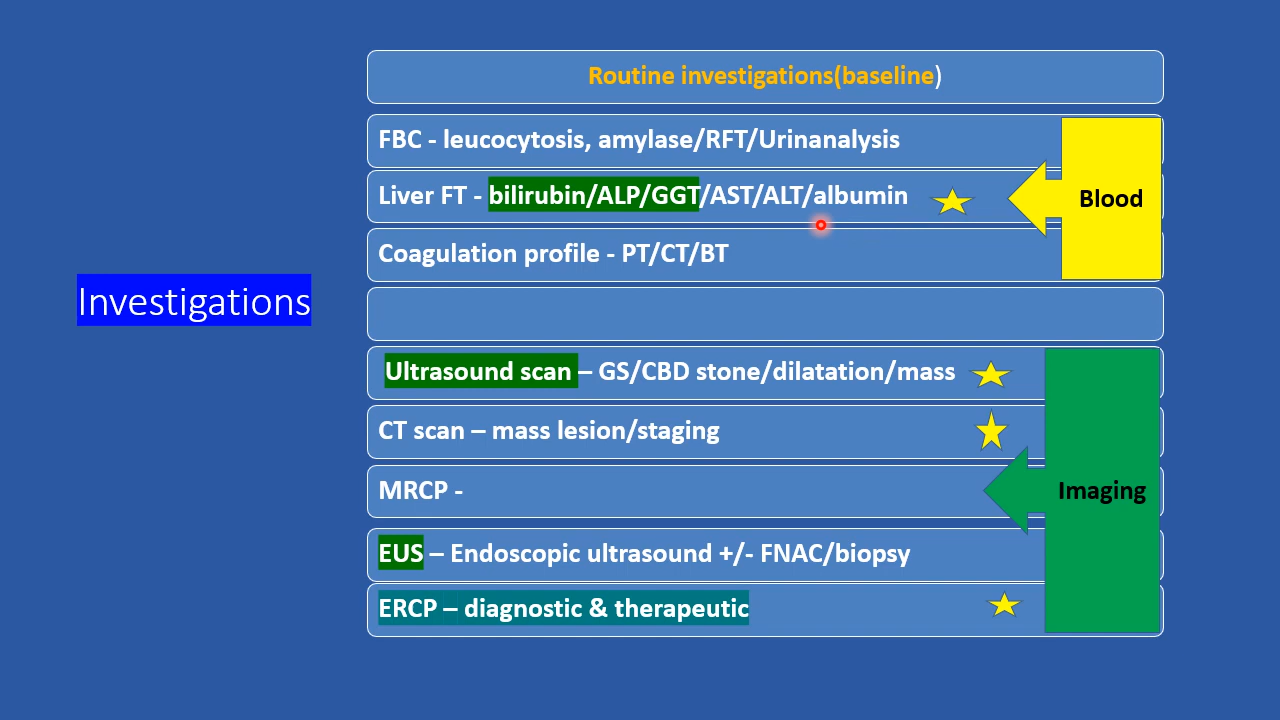 Routine investigations(baseline)
FBC - leucocytosis, amylase/RFT/Urinanalysis
Liver FT - bilirubin/ALP/GGT/AST/ALT/albumin
Blood
Coagulation profile - PT/CT/BT
Investigations
Ultrasound scan – GS/CBD stone/dilatation/mass
CT scan – mass lesion/staging
MRCP -
Imaging
EUS – Endoscopic ultrasound +/- FNAC/biopsy
ERCP – diagnostic & therapeutic